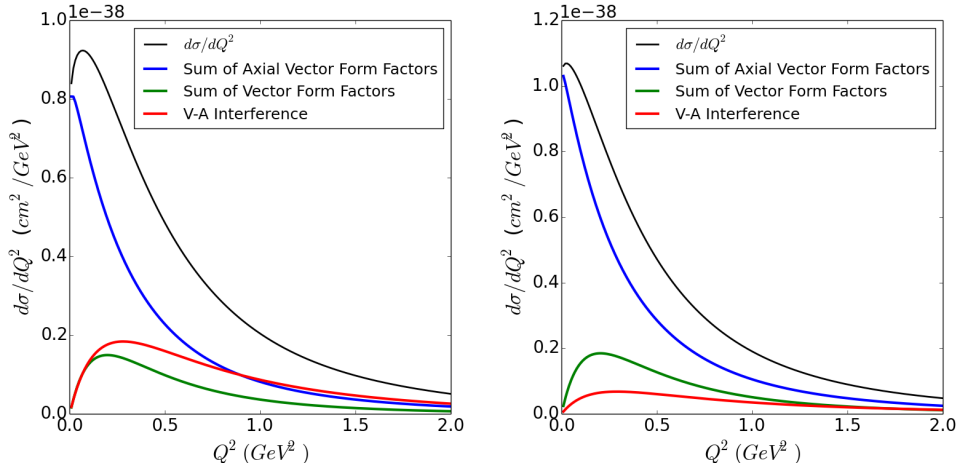 1e−38
1.0
0.8
0.6
0.4
0.2
0.0
dσ/dQ² (cm²/GeV²)
dσ/dQ²
Sum of Axial Vector Form Factors
Sum of Vector Form Factors
V-A Interference
0.0 0.5 1.0 1.5 2.0
Q² (GeV²)
1e−38
1.2
1.0
0.8
0.6
0.4
0.2
0.0
dσ/dQ² (cm²/GeV²)
dσ/dQ²
Sum of Axial Vector Form Factors
Sum of Vector Form Factors
V-A Interference
0.0 0.5 1.0 1.5 2.0
Q² (GeV²)